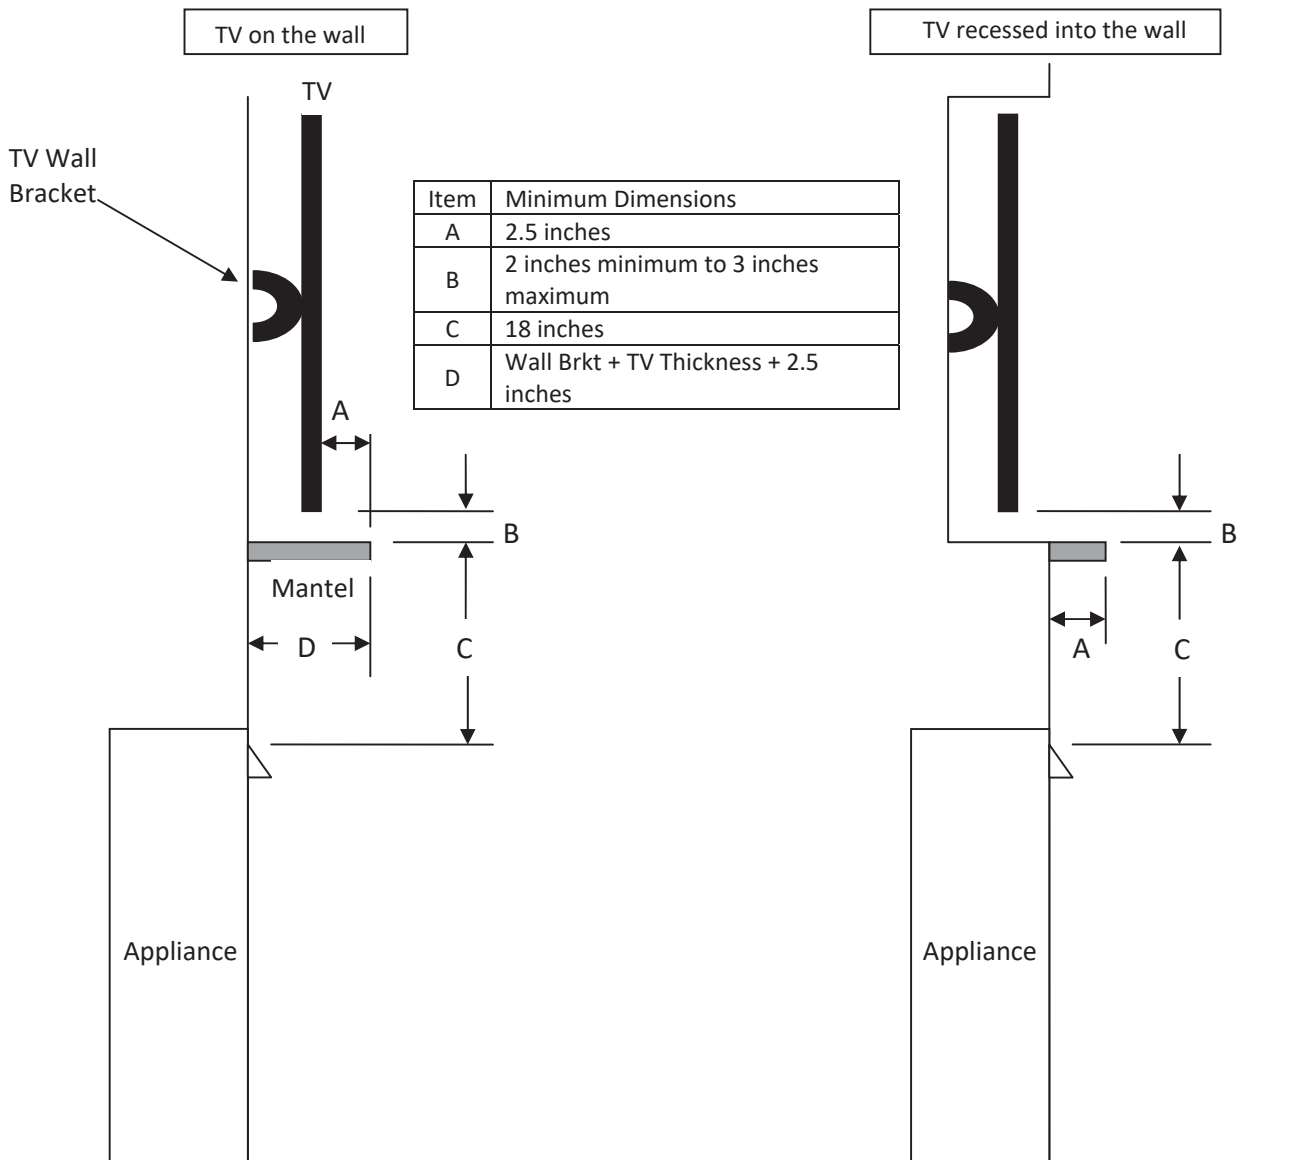 TV on the wall
TV recessed into the wall
TV
TV Wall
Bracket
Item Minimum Dimensions
A 2.5 inches
B 2 inches minimum to 3 inches
maximum
C 18 inches
D Wall Brkt + TV Thickness + 2.5
inches
A
B
Mantel
D
C
Appliance
B
A
C
Appliance